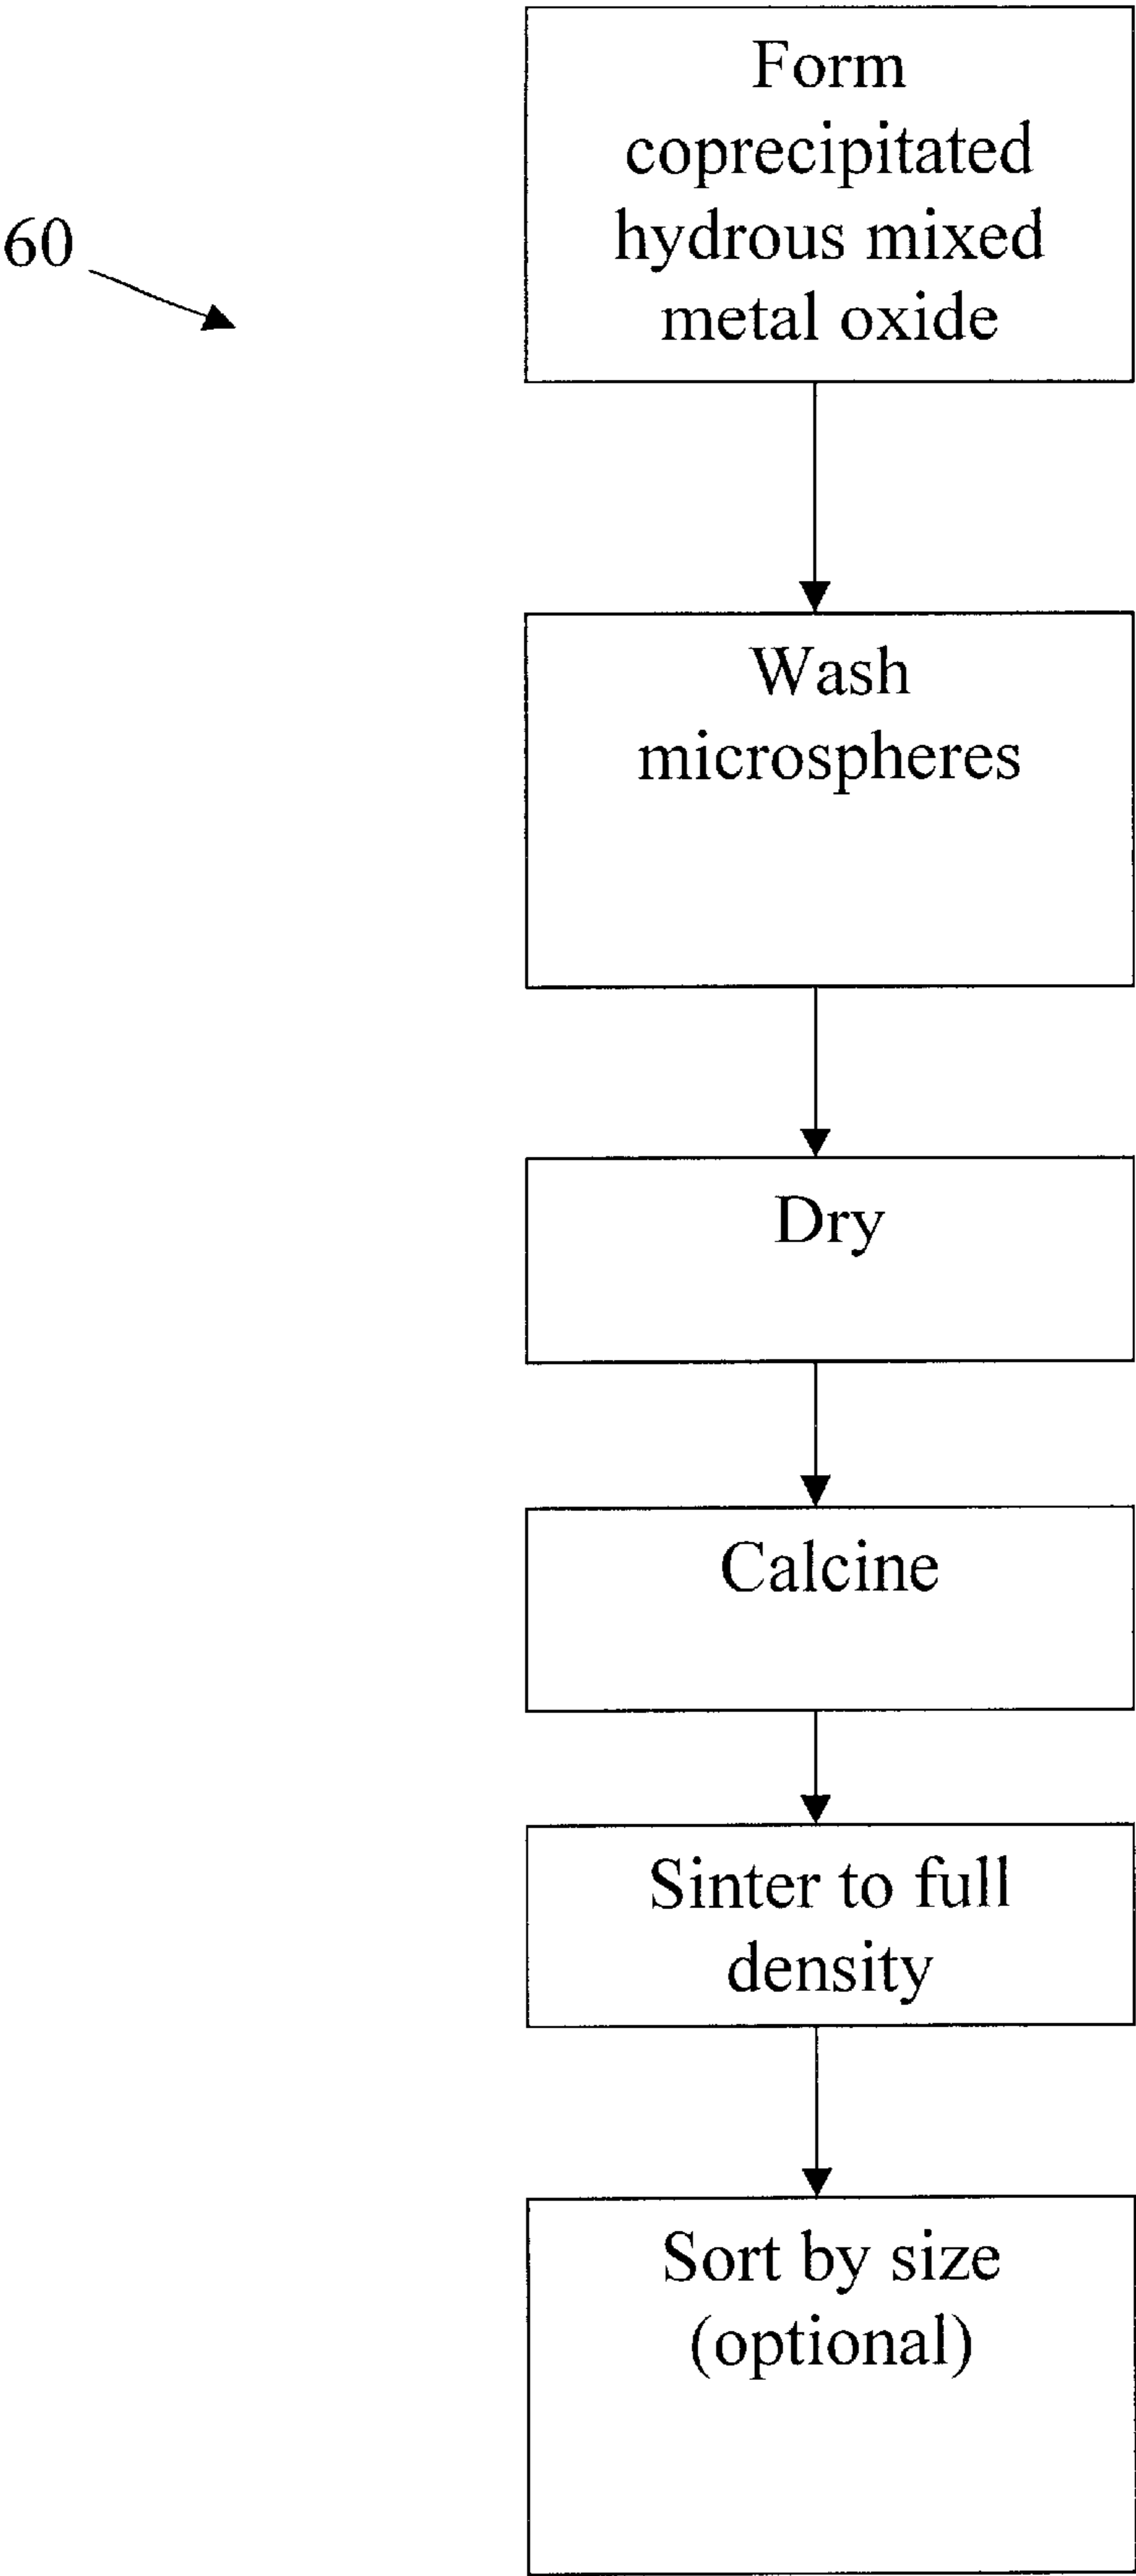 Form
coprecipitated
hydrous mixed
metal oxide
60
Wash
microspheres
Dry
Calcine
Sinter to full
density
Sort by size
(optional)